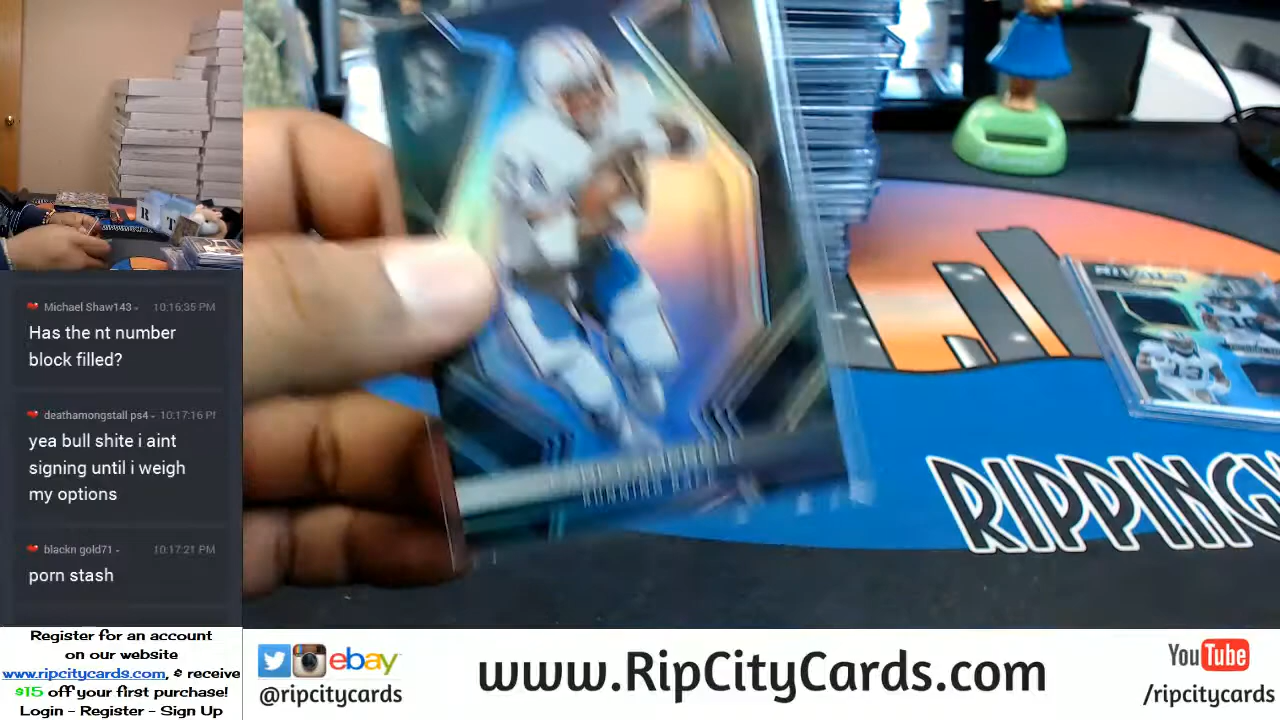 Michael Shaw143 10:16:35 PM
Has the nt number
block filled?
deathamongstall ps4 10:17:16 PM
yea bull shite i aint
signing until i weigh
my options
blackn gold71 10:17:21 PM
porn stash
Register for an account
on our website
www.ripcitycards.com, & receive
$15 off your first purchase!
Login - Register - Sign Up
R T
RIVALS
13
RIPPING
ebay
@ripcitycards
www.RipCityCards.com
YouTube
/ripcitycards